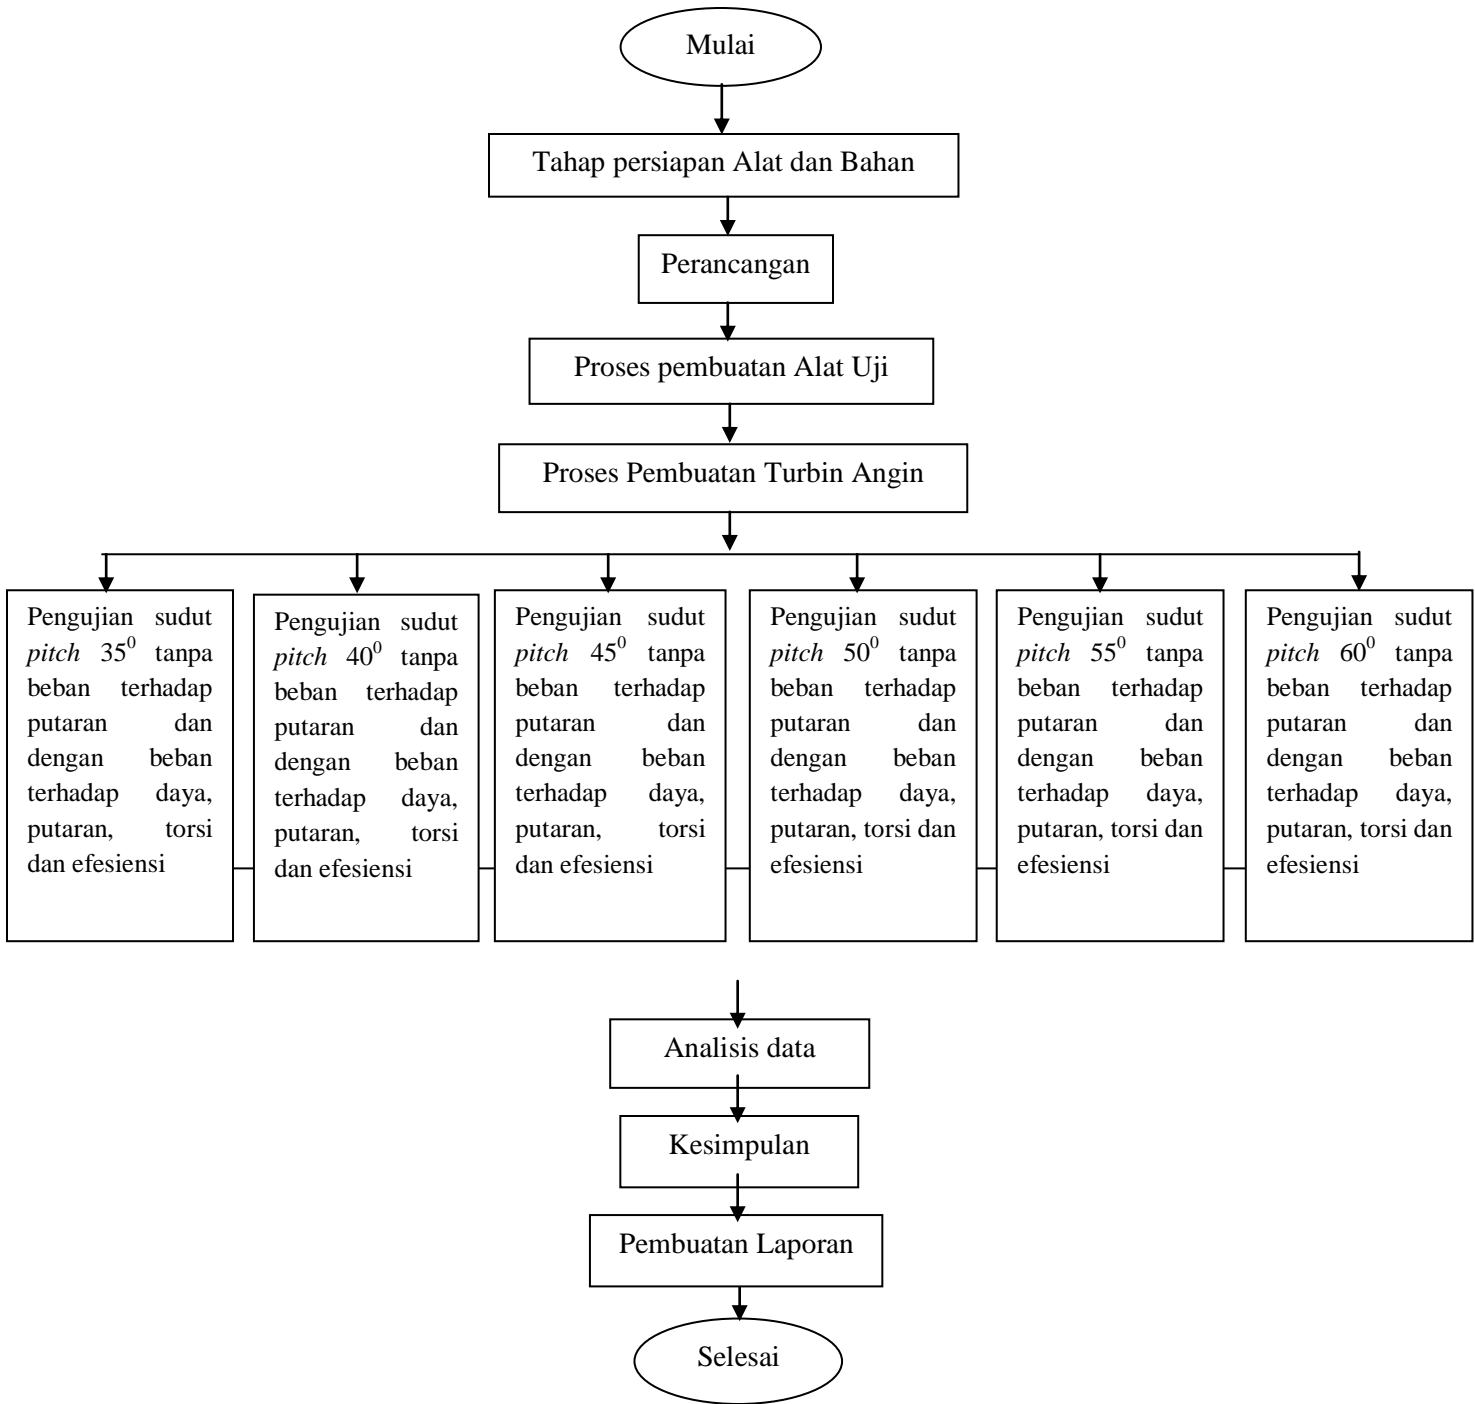 Mulai
Tahap persiapan Alat dan Bahan
Perancangan
Proses pembuatan Alat Uji
Proses Pembuatan Turbin Angin
Pengujian sudut
pitch 35⁰ tanpa
beban terhadap
putaran dan
dengan beban
terhadap daya,
putaran, torsi
dan efesiensi
Pengujian sudut
pitch 40⁰ tanpa
beban terhadap
putaran dan
dengan beban
terhadap daya,
putaran, torsi
dan efesiensi
Pengujian sudut
pitch 45⁰ tanpa
beban terhadap
putaran dan
dengan beban
terhadap daya,
putaran, torsi
dan efesiensi
Pengujian sudut
pitch 50⁰ tanpa
beban terhadap
putaran dan
dengan beban
terhadap daya,
putaran, torsi dan
efesiensi
Pengujian sudut
pitch 55⁰ tanpa
beban terhadap
putaran dan
dengan beban
terhadap daya,
putaran, torsi dan
efesiensi
Pengujian sudut
pitch 60⁰ tanpa
beban terhadap
putaran dan
dengan beban
terhadap daya,
putaran, torsi dan
efesiensi
Analisis data
Kesimpulan
Pembuatan Laporan
Selesai